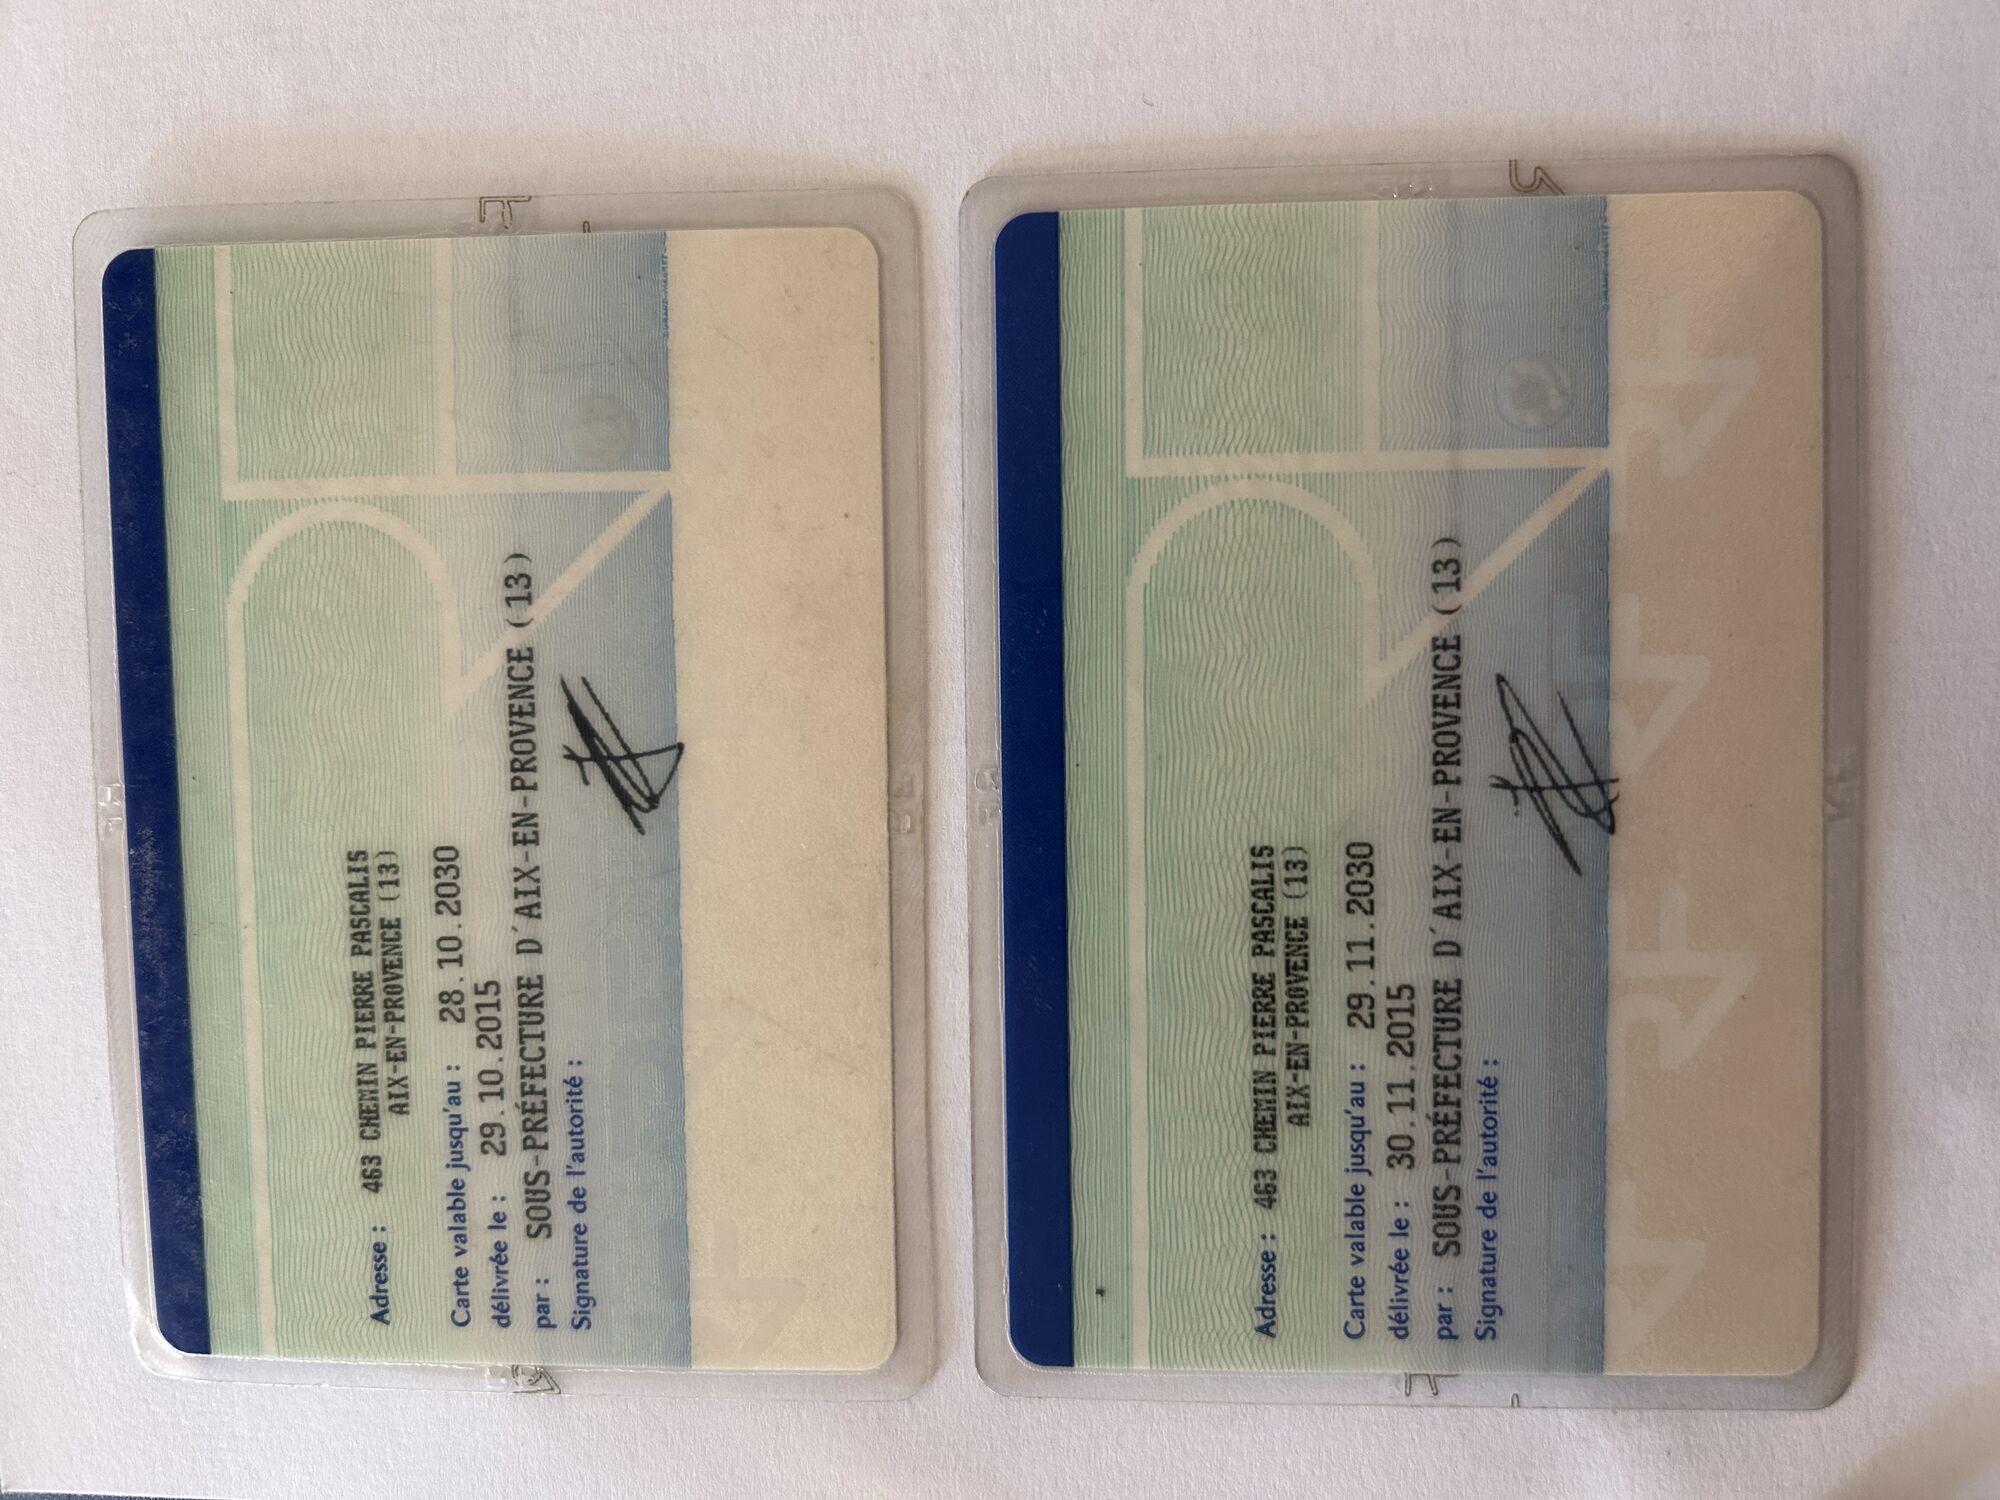 Adresse : 463 CHEMIN PIERRE PASCALIS
AIX-EN-PROVENCE (13)
Carte valable jusqu'au : 28.10.2030
délivrée le : 29.10.2015
par : SOUS-PRÉFECTURE D'AIX-EN-PROVENCE (13)
Signature de l'autorité :
Adresse : 463 CHEMIN PIERRE PASCALIS
AIX-EN-PROVENCE (13)
Carte valable jusqu'au : 29.11.2030
délivrée le : 30.11.2015
par : SOUS-PRÉFECTURE D'AIX-EN-PROVENCE (13)
Signature de l'autorité :